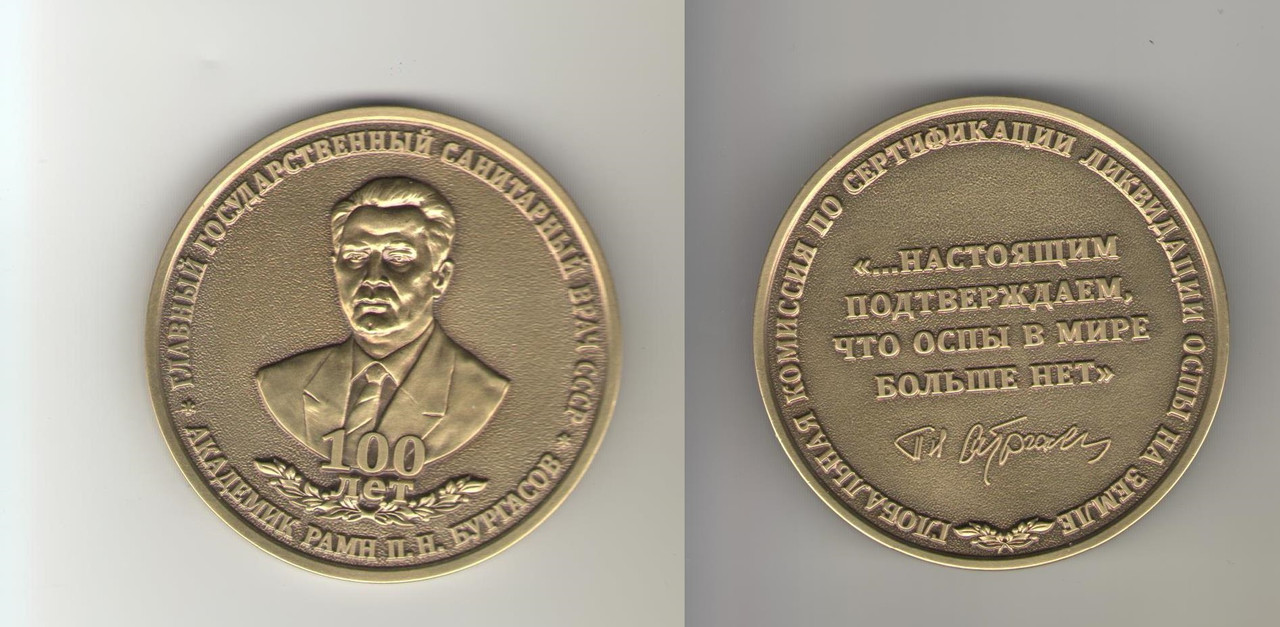 * ГЛАВНЫЙ ГОСУДАРСТВЕННЫЙ САНИТАРНЫЙ ВРАЧ СССР *
100
лет
АКАДЕМИК РАМН П.Н. БУРГАСОВ
ГЛОБАЛЬНАЯ КОМИССИЯ ПО СЕРТИФИКАЦИИ ЛИКВИДАЦИИ ОСПЫ НА ЗЕМЛЕ
«...НАСТОЯЩИМ
ПОДТВЕРЖДАЕМ,
ЧТО ОСПЫ В МИРЕ
БОЛЬШЕ НЕТ»